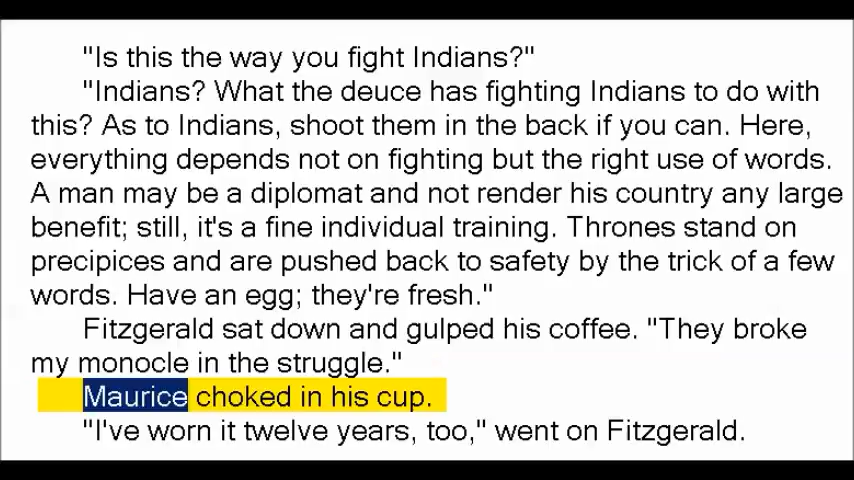 "Is this the way you fight Indians?"
"Indians? What the deuce has fighting Indians to do with
this? As to Indians, shoot them in the back if you can. Here,
everything depends not on fighting but the right use of words.
A man may be a diplomat and not render his country any large
benefit; still, it's a fine individual training. Thrones stand on
precipices and are pushed back to safety by the trick of a few
words. Have an egg; they're fresh."
Fitzgerald sat down and gulped his coffee. "They broke
my monocle in the struggle."
Maurice choked in his cup.
"I've worn it twelve years, too," went on Fitzgerald.